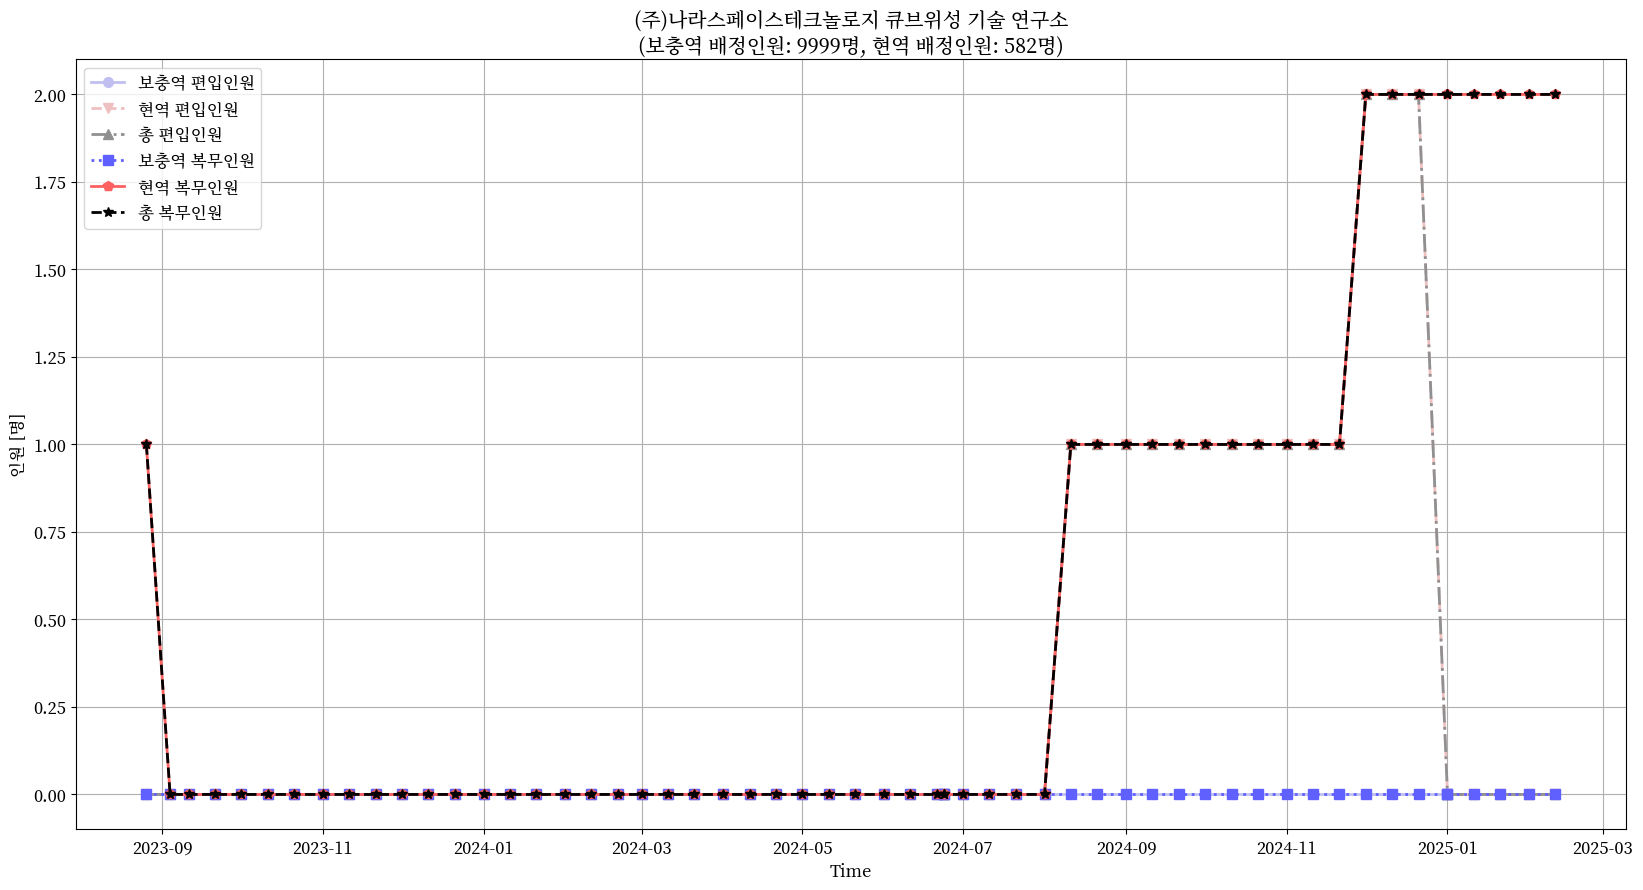 (주)나라스페이스테크놀로지 큐브위성 기술 연구소
(보충역 배정인원: 9999명, 현역 배정인원: 582명)
보충역 편입인원
현역 편입인원
총 편입인원
보충역 복무인원
현역 복무인원
총 복무인원
2.00
1.75
1.50
1.25
1.00
0.75
0.50
0.25
0.00
인원 [명]
2023-09
2023-11
2024-01
2024-03
2024-05
2024-07
2024-09
2024-11
2025-01
2025-03
Time